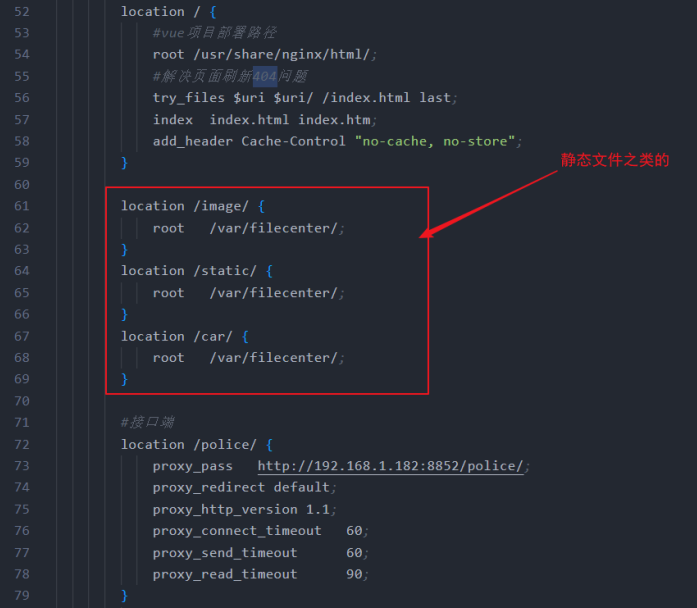 52 location / {
53 #vue项目部署路径
54 root /usr/share/nginx/html/;
55 #解决页面刷新404问题
56 try_files $uri $uri/ /index.html last;
57 index  index.html index.htm;
58 add_header Cache-Control "no-cache, no-store";
59 }
静态文件之类的
60
61 location /image/ {
62 root   /var/filecenter/;
63 }
64 location /static/ {
65 root   /var/filecenter/;
66 }
67 location /car/ {
68 root   /var/filecenter/;
69 }
70
71 #接口端
72 location /police/ {
73 proxy_pass   http://192.168.1.182:8852/police/;
74 proxy_redirect default;
75 proxy_http_version 1.1;
76 proxy_connect_timeout   60;
77 proxy_send_timeout      60;
78 proxy_read_timeout      90;
79 }